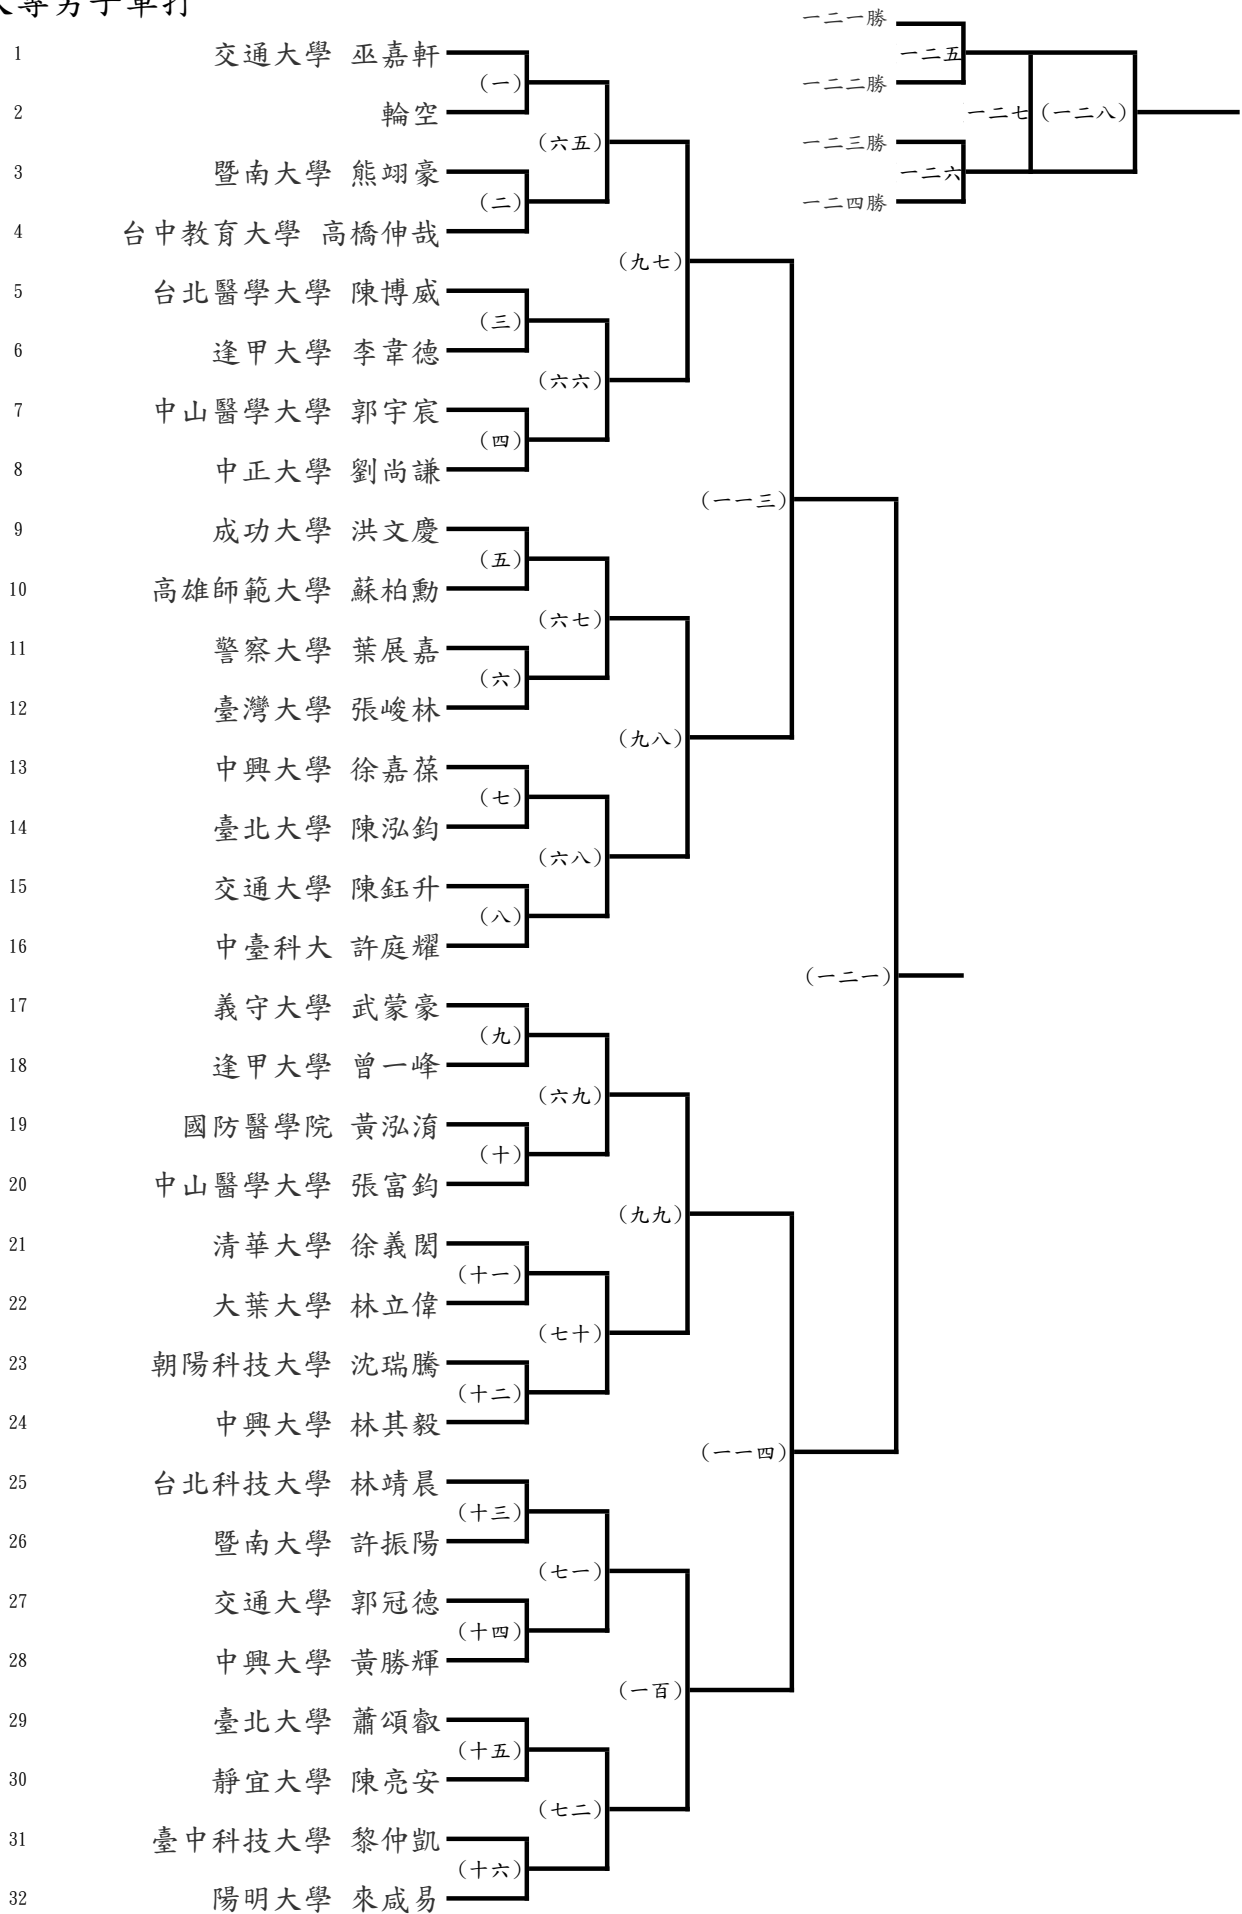 大專男子單打
一二一勝
一二五
一二二勝
一二七 (一二八)
一二三勝
一二六
一二四勝
1 交通大學 巫嘉軒
(一)
2 輪空
(六五)
3 暨南大學 熊翊豪
(二)
4 台中教育大學 高橋伸哉
(九七)
5 台北醫學大學 陳博威
(三)
6 逢甲大學 李韋德
(六六)
7 中山醫學大學 郭宇宸
(四)
8 中正大學 劉尚謙
(一一三)
9 成功大學 洪文慶
(五)
10 高雄師範大學 蘇柏勳
(六七)
11 警察大學 葉展嘉
(六)
12 臺灣大學 張峻林
(九八)
13 中興大學 徐嘉葆
(七)
14 臺北大學 陳泓鈞
(六八)
15 交通大學 陳鈺升
(八)
16 中臺科大 許庭耀
(一二一)
17 義守大學 武蒙豪
(九)
18 逢甲大學 曾一峰
(六九)
19 國防醫學院 黃泓淯
(十)
20 中山醫學大學 張富鈞
(九九)
21 清華大學 徐義閎
(十一)
22 大葉大學 林立偉
(七十)
23 朝陽科技大學 沈瑞騰
(十二)
24 中興大學 林其毅
(一一四)
25 台北科技大學 林靖晨
(十三)
26 暨南大學 許振陽
(七一)
27 交通大學 郭冠德
(十四)
28 中興大學 黃勝輝
(一百)
29 臺北大學 蕭頌叡
(十五)
30 靜宜大學 陳亮安
(七二)
31 臺中科技大學 黎仲凱
(十六)
32 陽明大學 來咸易